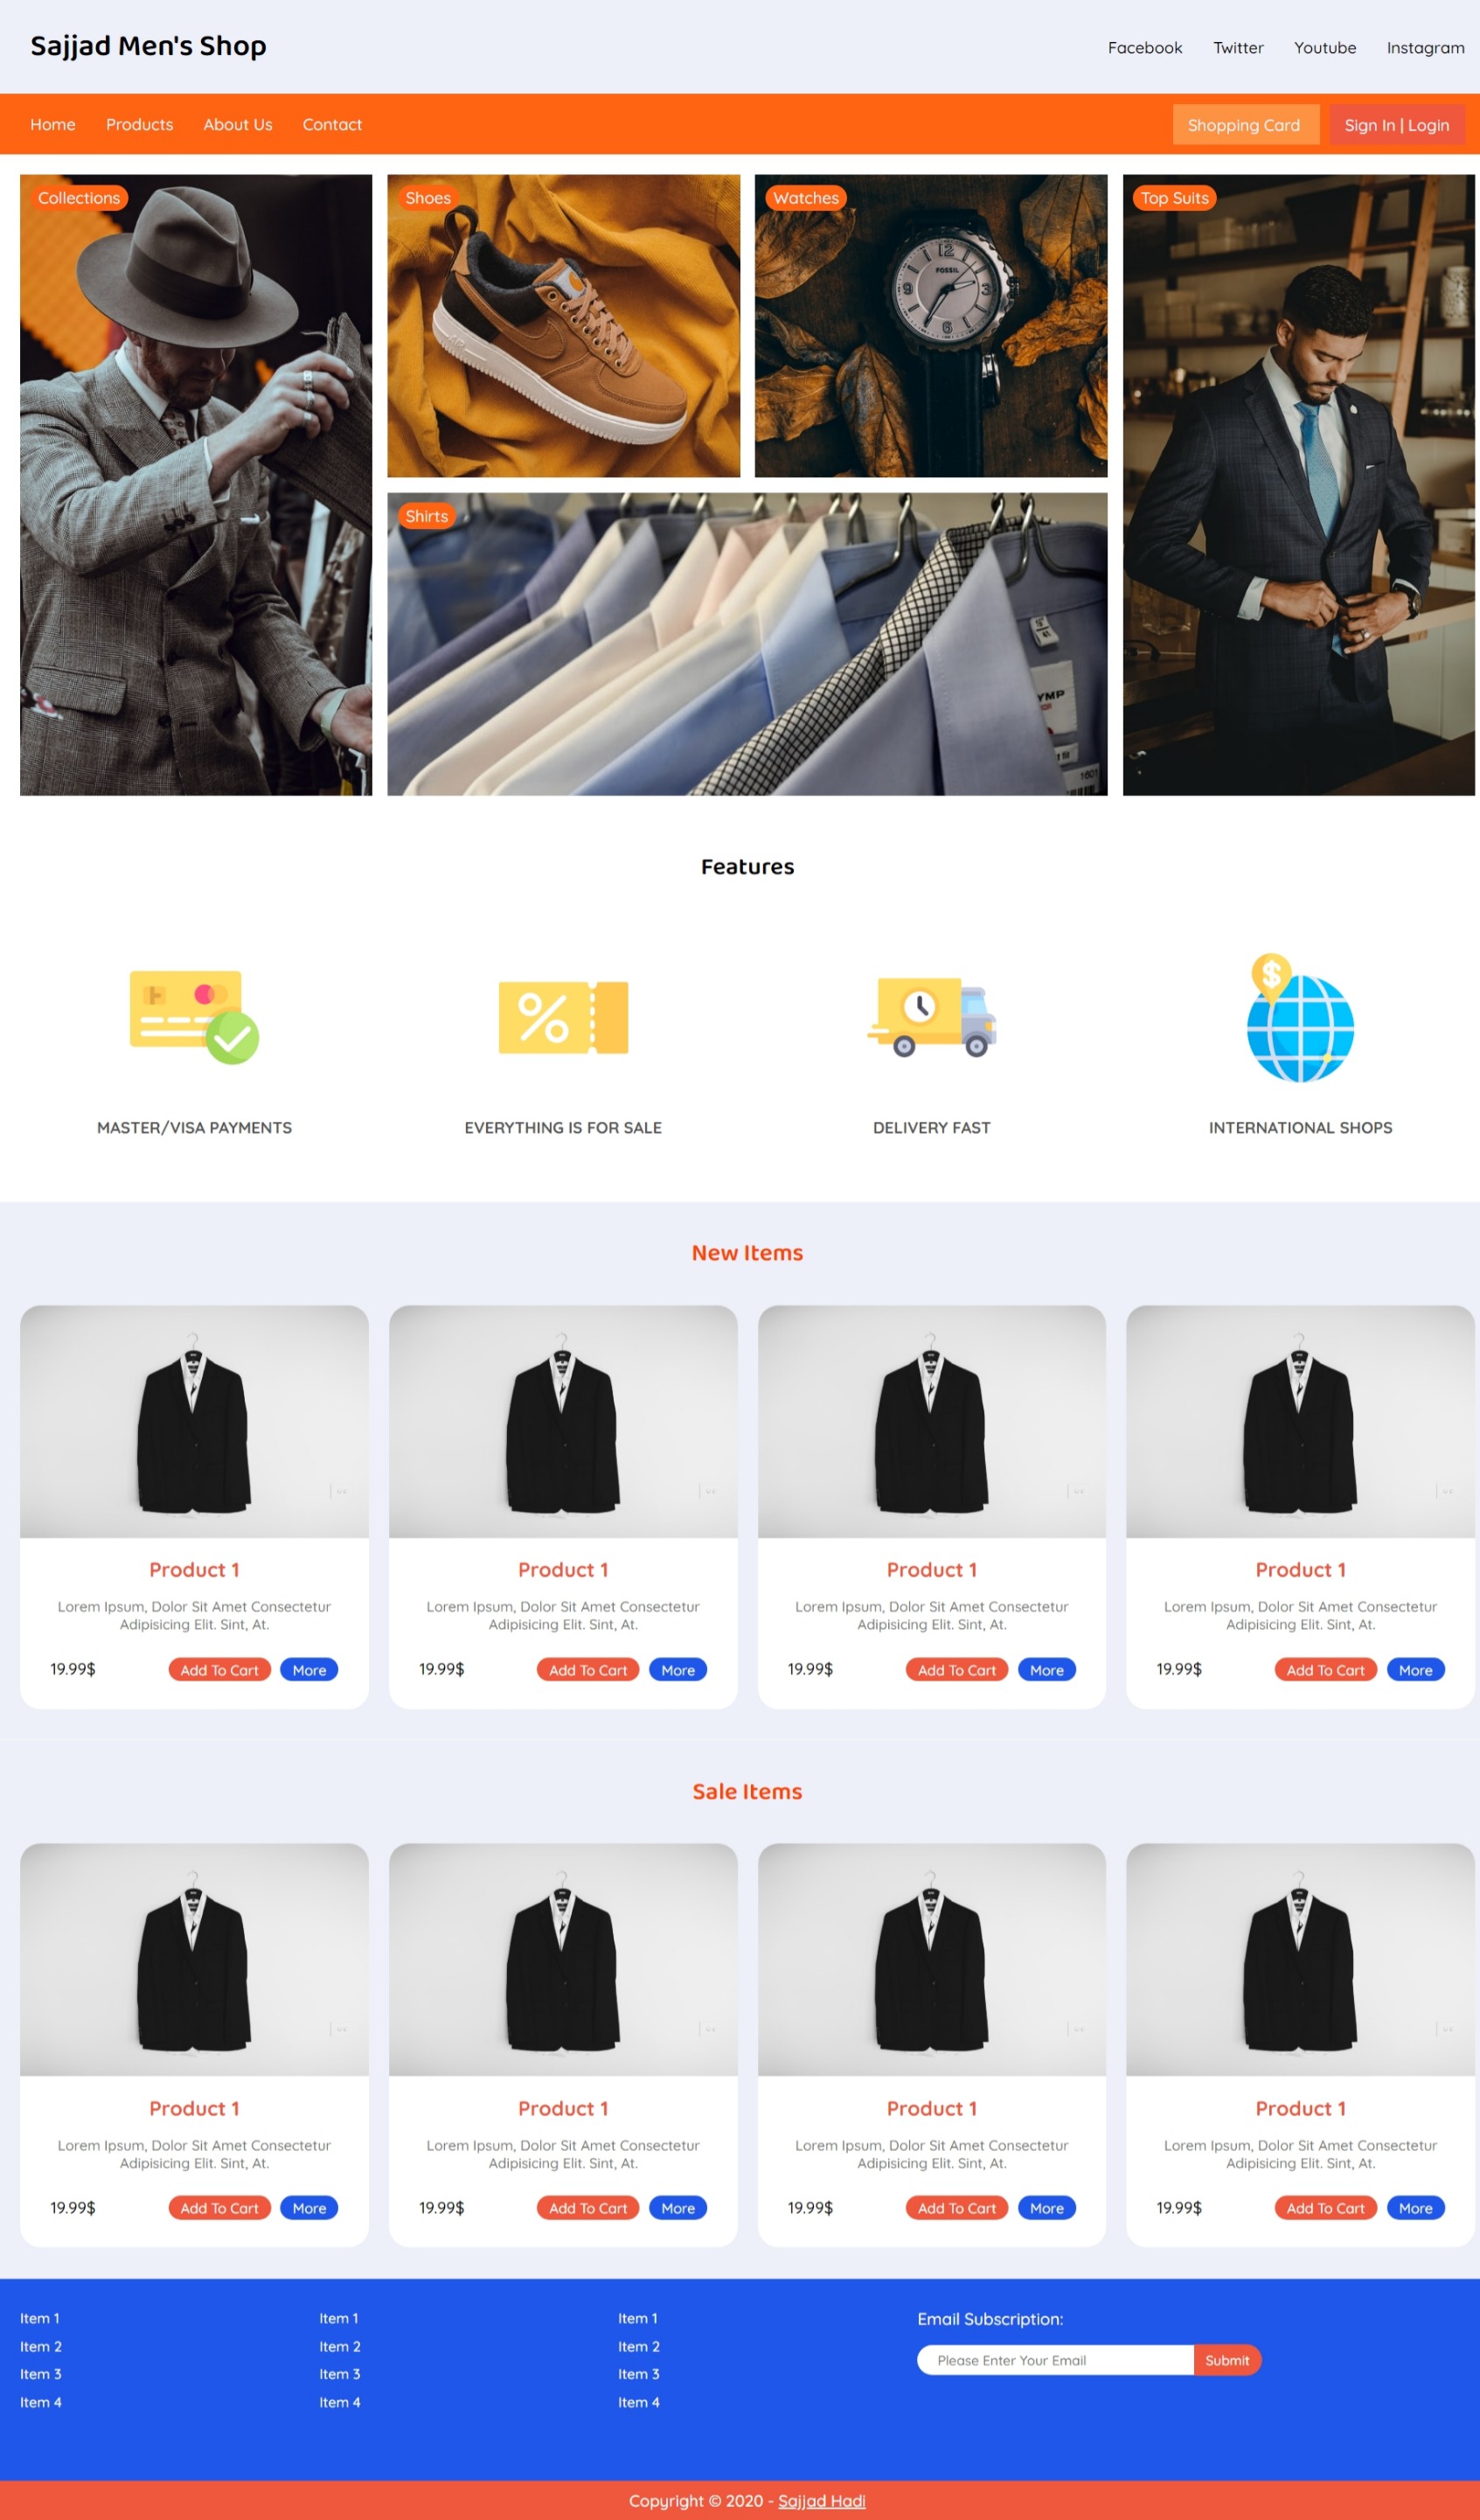 Sajjad Men's Shop
Facebook Twitter Youtube Instagram
Home Products About Us Contact
Shopping Card Sign In | Login
Collections
Shoes
Watches
12
FOSSIL
9 3
6
Top Suits
Shirts
YMP
fit
1601
Features
$
MASTER/VISA PAYMENTS
EVERYTHING IS FOR SALE
DELIVERY FAST
INTERNATIONAL SHOPS
New Items
Product 1
Lorem Ipsum, Dolor Sit Amet Consectetur
Adipisicing Elit. Sint, At.
19.99$ Add To Cart More
Product 1
Lorem Ipsum, Dolor Sit Amet Consectetur
Adipisicing Elit. Sint, At.
19.99$ Add To Cart More
Product 1
Lorem Ipsum, Dolor Sit Amet Consectetur
Adipisicing Elit. Sint, At.
19.99$ Add To Cart More
Product 1
Lorem Ipsum, Dolor Sit Amet Consectetur
Adipisicing Elit. Sint, At.
19.99$ Add To Cart More
Sale Items
Product 1
Lorem Ipsum, Dolor Sit Amet Consectetur
Adipisicing Elit. Sint, At.
19.99$ Add To Cart More
Product 1
Lorem Ipsum, Dolor Sit Amet Consectetur
Adipisicing Elit. Sint, At.
19.99$ Add To Cart More
Product 1
Lorem Ipsum, Dolor Sit Amet Consectetur
Adipisicing Elit. Sint, At.
19.99$ Add To Cart More
Product 1
Lorem Ipsum, Dolor Sit Amet Consectetur
Adipisicing Elit. Sint, At.
19.99$ Add To Cart More
Item 1
Item 2
Item 3
Item 4
Item 1
Item 2
Item 3
Item 4
Item 1
Item 2
Item 3
Item 4
Email Subscription:
Please Enter Your Email Submit
Copyright © 2020 - Sajjad Hadi